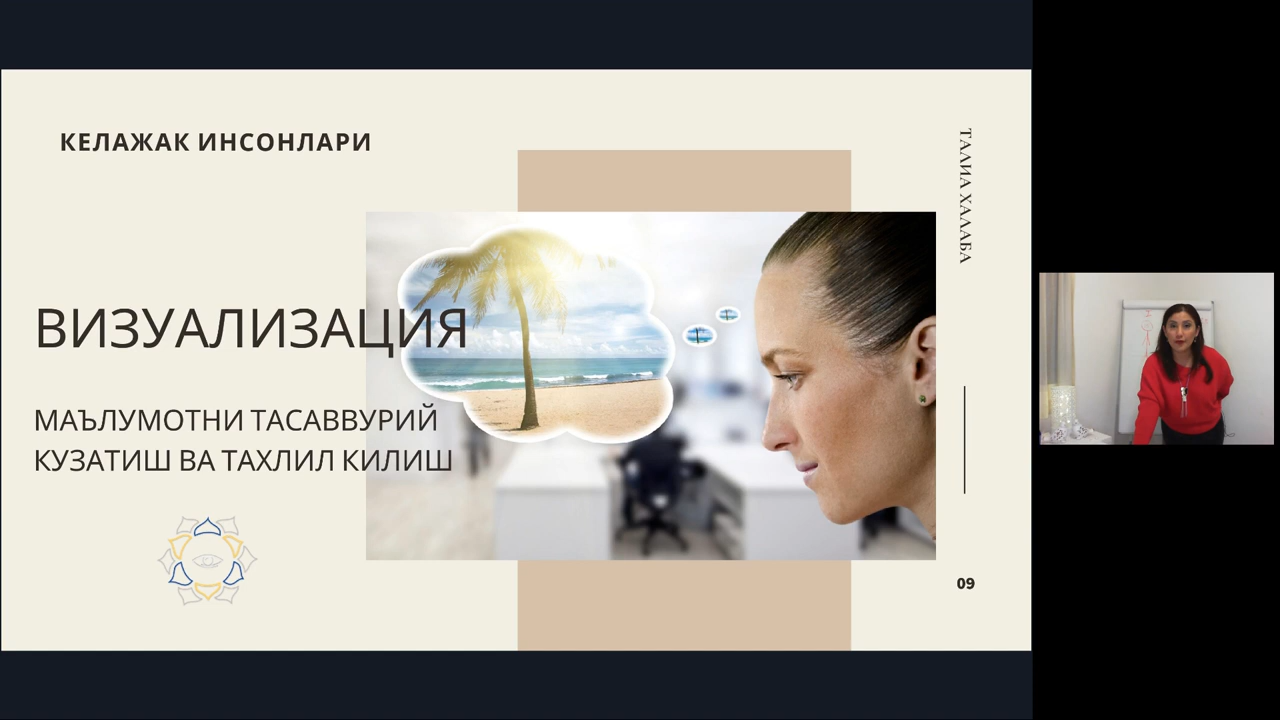 КЕЛАЖАК ИНСОНЛАРИ
ТАЛИА ХАЛАБА
ВИЗУАЛИЗАЦИЯ
МАЪЛУМОТНИ ТАСАВВУРИЙ
КУЗАТИШ ВА ТАХЛИЛ КИЛИШ
09